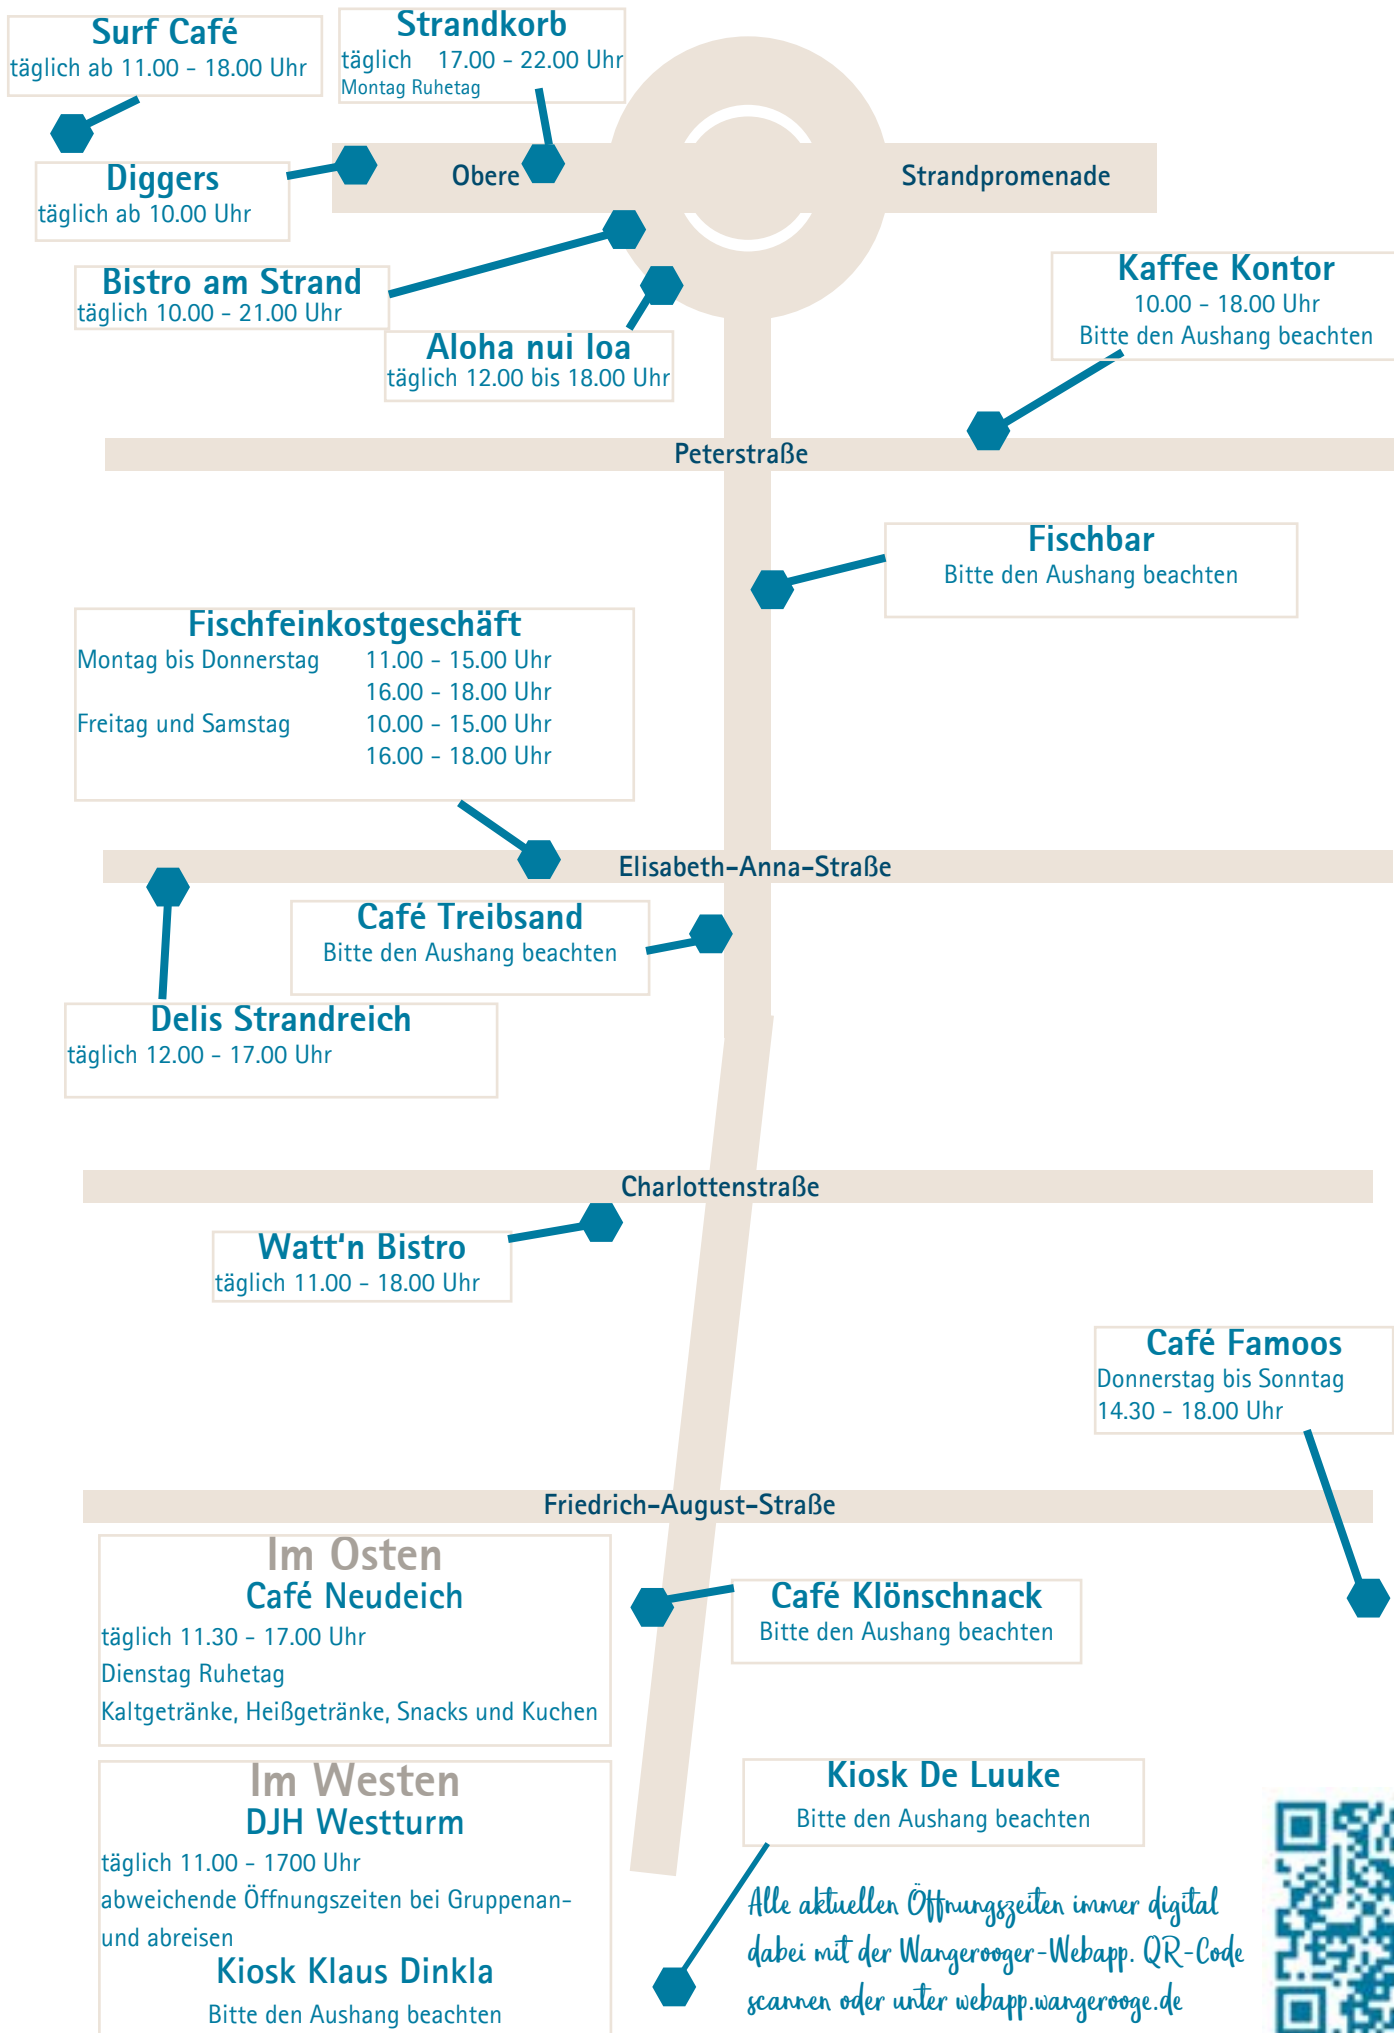 Surf Café
täglich ab 11.00 - 18.00 Uhr
Strandkorb
täglich 17.00 - 22.00 Uhr
Montag Ruhetag
Diggers
täglich ab 10.00 Uhr
Obere
Strandpromenade
Bistro am Strand
täglich 10.00 - 21.00 Uhr
Kaffee Kontor
10.00 - 18.00 Uhr
Bitte den Aushang beachten
Aloha nui loa
täglich 12.00 bis 18.00 Uhr
Peterstraße
Fischbar
Bitte den Aushang beachten
Fischfeinkostgeschäft
Montag bis Donnerstag 11.00 - 15.00 Uhr
16.00 - 18.00 Uhr
Freitag und Samstag 10.00 - 15.00 Uhr
16.00 - 18.00 Uhr
Elisabeth-Anna-Straße
Café Treibsand
Bitte den Aushang beachten
Delis Strandreich
täglich 12.00 - 17.00 Uhr
Charlottenstraße
Watt'n Bistro
täglich 11.00 - 18.00 Uhr
Café Famoos
Donnerstag bis Sonntag
14.30 - 18.00 Uhr
Friedrich-August-Straße
Im Osten
Café Neudeich
täglich 11.30 - 17.00 Uhr
Dienstag Ruhetag
Kaltgetränke, Heißgetränke, Snacks und Kuchen
Café Klönschnack
Bitte den Aushang beachten
Im Westen
DJH Westturm
täglich 11.00 - 1700 Uhr
abweichende Öffnungszeiten bei Gruppenan-
und abreisen
Kiosk Klaus Dinkla
Bitte den Aushang beachten
Kiosk De Luuke
Bitte den Aushang beachten
Alle aktuellen Öffnungszeiten immer digital
dabei mit der Wangerooger-Webapp. QR-Code
scannen oder unter webapp.wangerooge.de